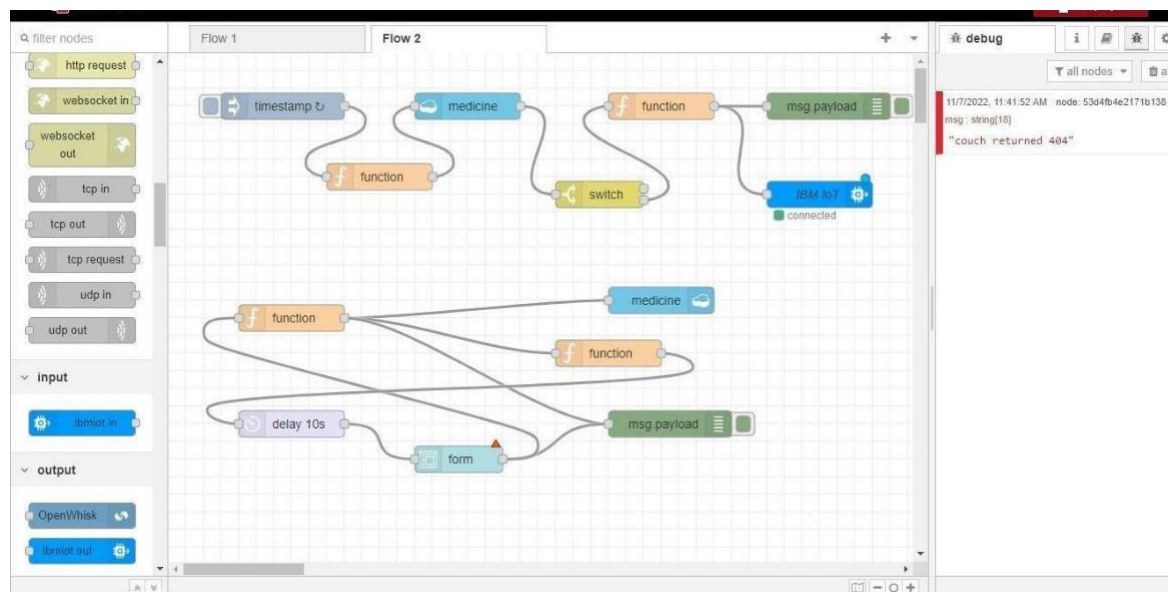 filter nodes
http request
websocket in
websocket
out
tcp in
tcp out
tcp request
udp in
udp out
input
ibmiot in
output
OpenWhisk
ibmiot out
Flow 1
Flow 2
timestamp ↻
medicine
function
msg.payload
function
switch
IBM IoT
connected
function
medicine
function
delay 10s
form
msg.payload
debug
i
all nodes
11/7/2022, 11:41:52 AM node: 53d4fb4e2171b138
msg : string[18]
"couch returned 404"